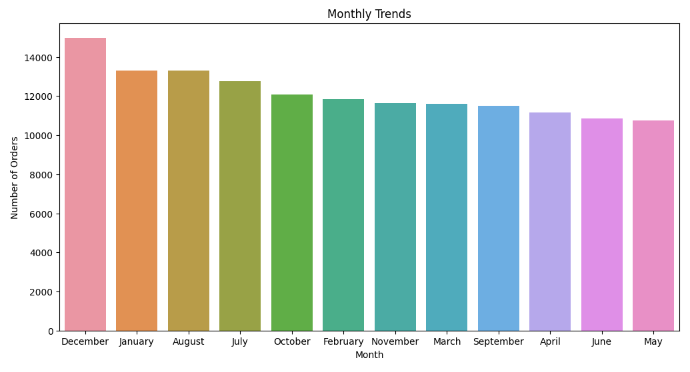 Monthly Trends
14000
12000
10000
8000
6000
4000
2000
0
Number of Orders
December January August July October February November March September April June May
Month